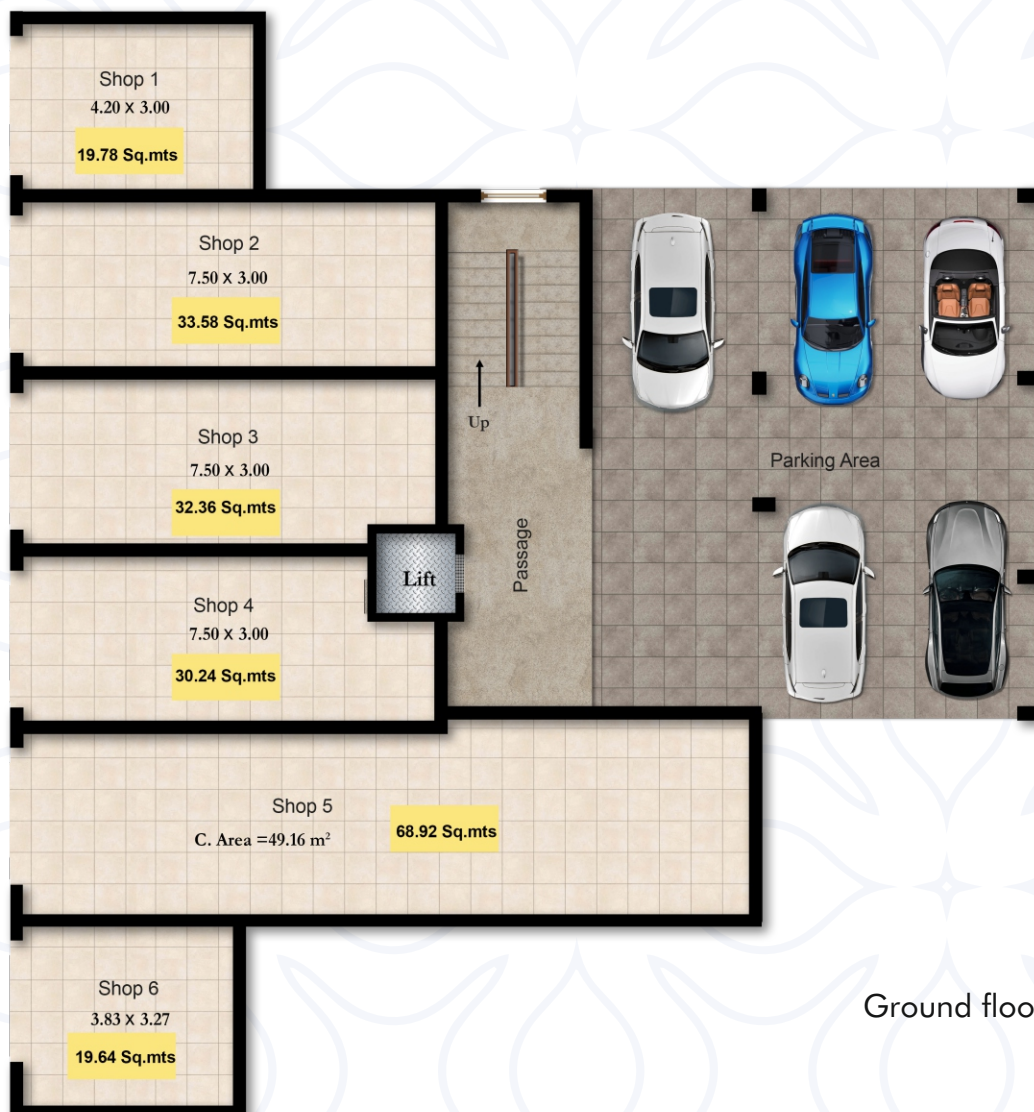 Shop 1
4.20 x 3.00
19.78 Sq.mts
Shop 2
7.50 x 3.00
33.58 Sq.mts
Up
Shop 3
7.50 x 3.00
32.36 Sq.mts
Parking Area
Passage
Lift
Shop 4
7.50 x 3.00
30.24 Sq.mts
Shop 5
C. Area =49.16 m²
68.92 Sq.mts
Shop 6
3.83 x 3.27
19.64 Sq.mts
Ground floo